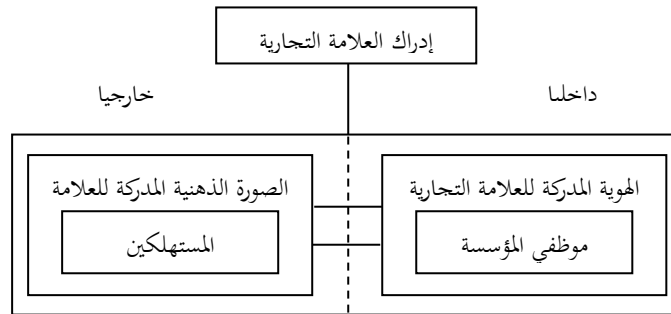 إدراك العلامة التجارية
داخليا
خارجيا
الهوية المدركة للعلامة التجارية
موظفي المؤسسة
الصورة الذهنية المدركة للعلامة
المستهلكين